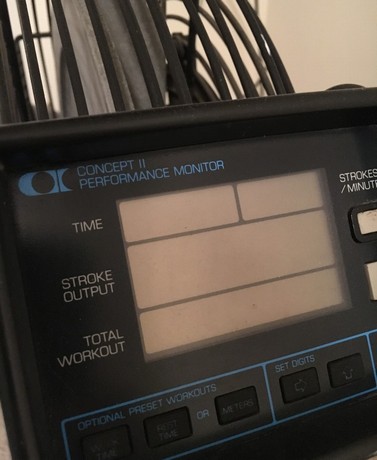 CONCEPT II
PERFORMANCE MONITOR
STROKES
/MINUTE
TIME
STROKE
OUTPUT
TOTAL
WORKOUT
OPTIONAL PRESET WORKOUTS
SET DIGITS
TIME
OR
METERS